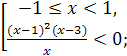 [ −1 ≤ x < 1,
(x−1)²(x−3)/x < 0;